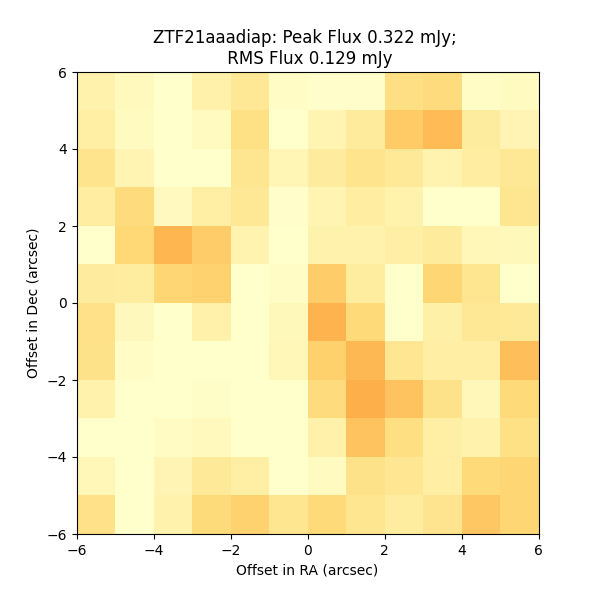 ZTF21aaadiap: Peak Flux 0.322 mJy;
RMS Flux 0.129 mJy
6
4
2
0
−2
−4
−6
Offset in Dec (arcsec)
−6 −4 −2 0 2 4 6
Offset in RA (arcsec)